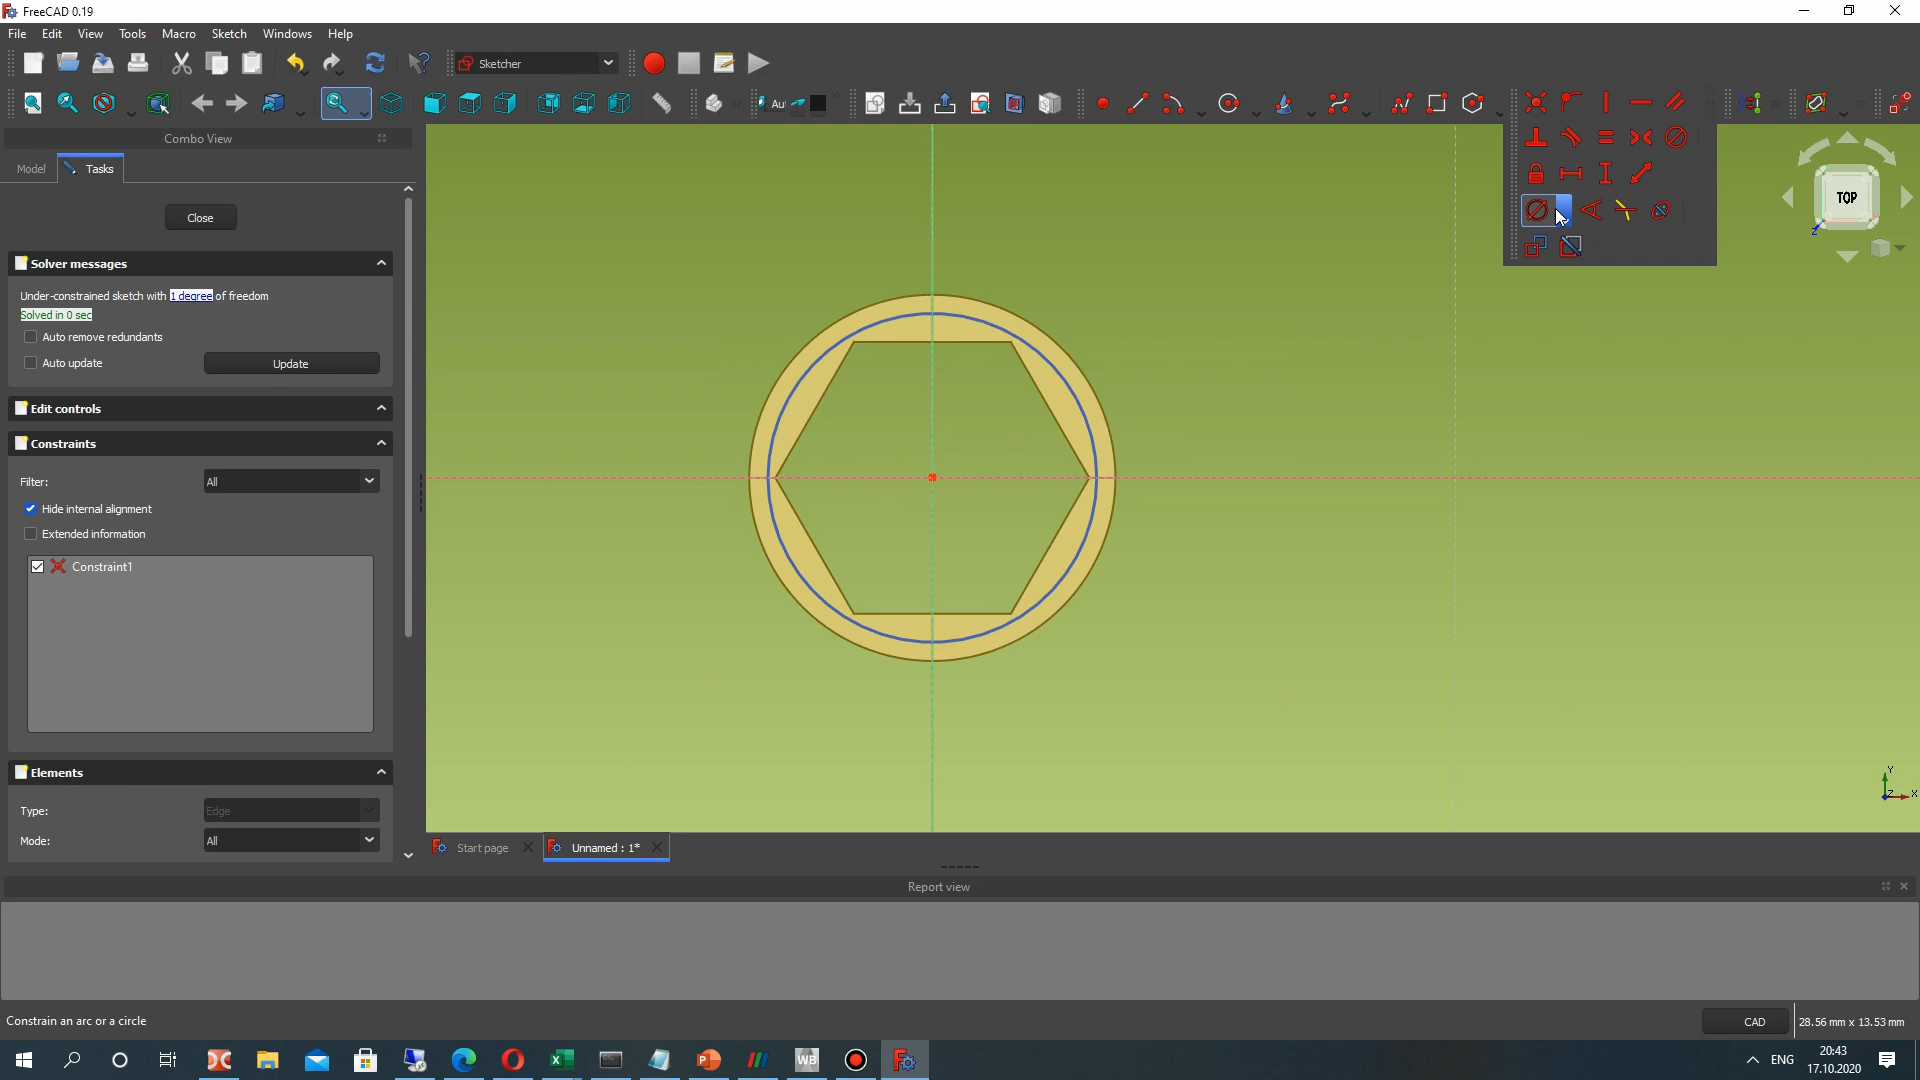 FreeCAD 0.19
File Edit View Tools Macro Sketch Windows Help
Sketcher
Au
Combo View
Model Tasks
Close
Solver messages
Under-constrained sketch with 1 degree of freedom
Solved in 0 sec
Auto remove redundants
Auto update Update
Edit controls
Constraints
Filter: All
Hide internal alignment
Extended information
Constraint1
Elements
Type: Edge
Mode: All
TOP
Z
Y
Z X
Start page Unnamed : 1*
Report view
Constrain an arc or a circle
CAD 28.56 mm x 13.53 mm
WB
ENG 20:43
17.10.2020